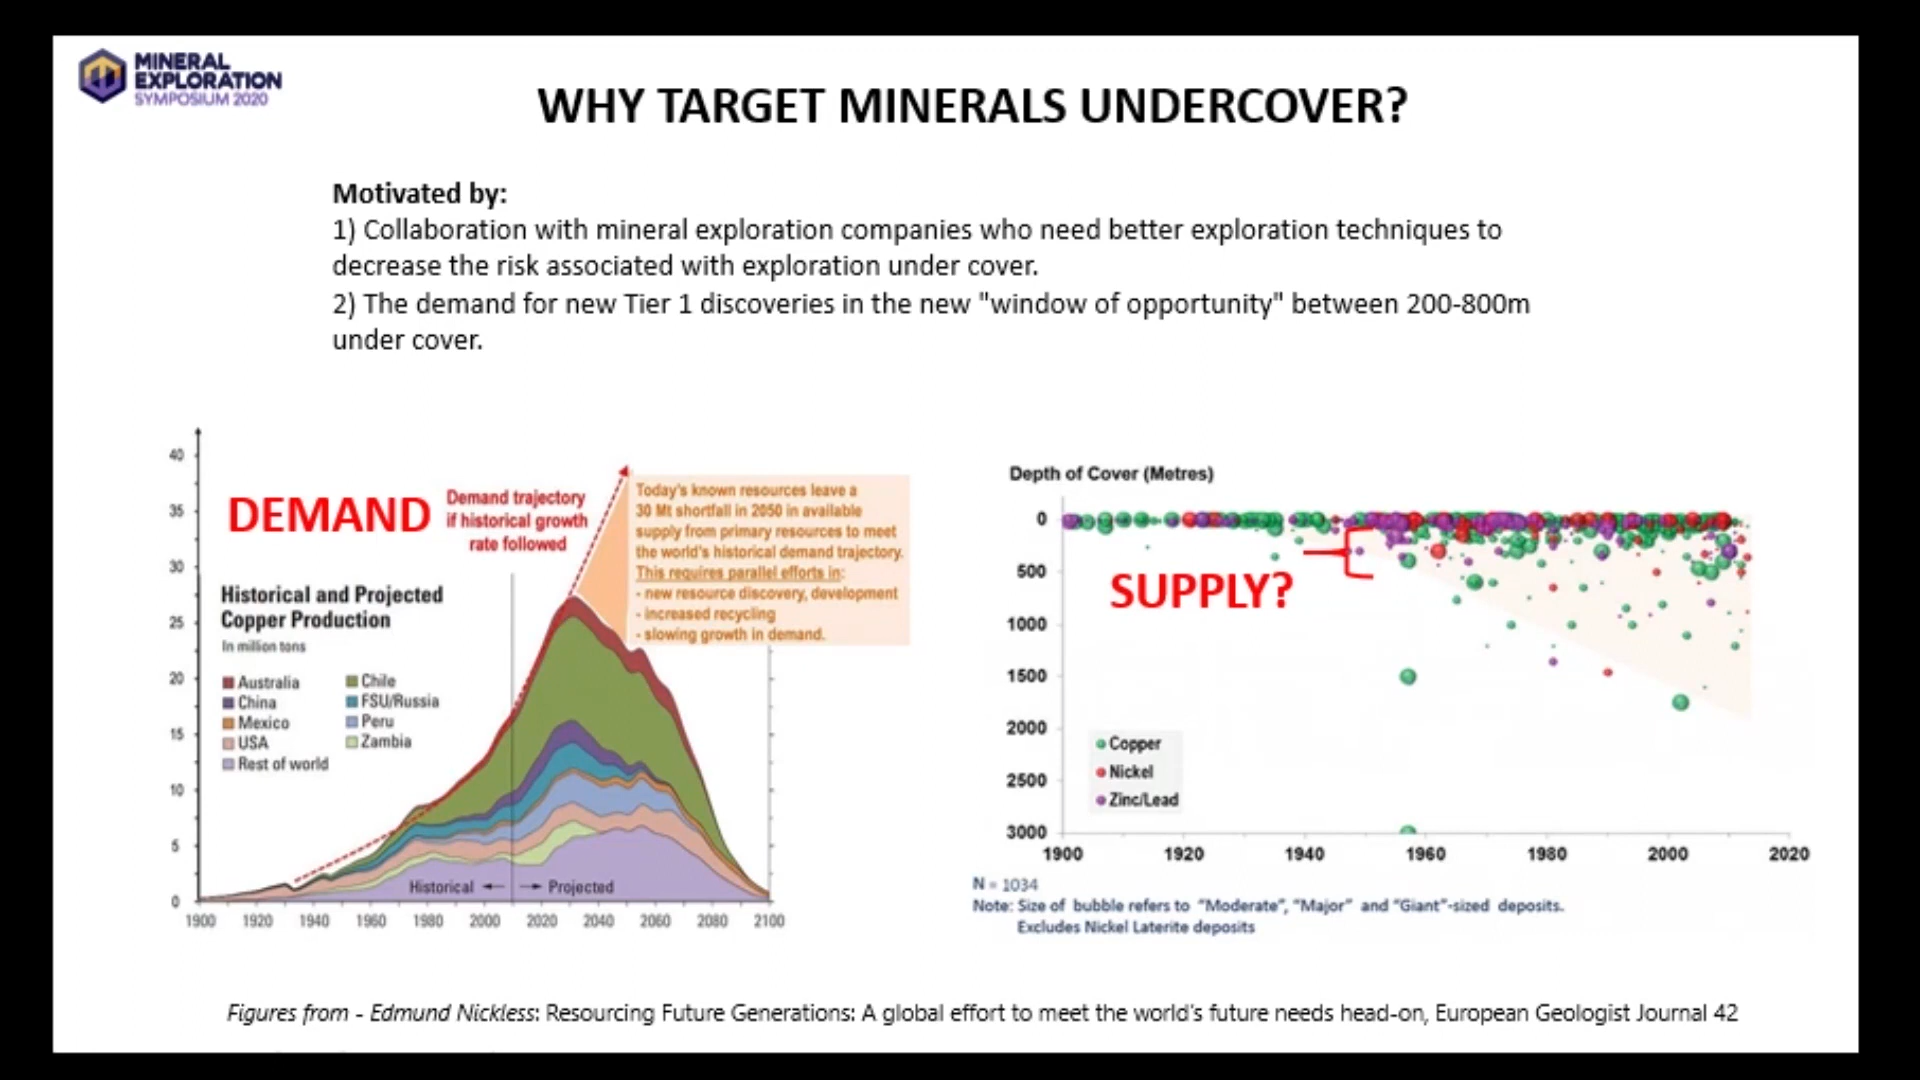 MINERAL
EXPLORATION
SYMPOSIUM 2020
WHY TARGET MINERALS UNDERCOVER?
Motivated by:
1) Collaboration with mineral exploration companies who need better exploration techniques to
decrease the risk associated with exploration under cover.
2) The demand for new Tier 1 discoveries in the new "window of opportunity" between 200-800m
under cover.
40
35
30
25
20
15
10
5
0
DEMAND
Demand trajectory
if historical growth
rate followed
Today's known resources leave a
30 Mt shortfall in 2050 in available
supply from primary resources to meet
the world's historical demand trajectory.
This requires parallel efforts in:
- new resource discovery, development
- increased recycling
- slowing growth in demand.
Historical and Projected
Copper Production
In million tons
Australia Chile
China FSU/Russia
Mexico Peru
USA Zambia
Rest of world
Historical Projected
1900 1920 1940 1960 1980 2000 2020 2040 2060 2080 2100
Depth of Cover (Metres)
0
500
1000
1500
2000
2500
3000
SUPPLY?
Copper
Nickel
Zinc/Lead
1900 1920 1940 1960 1980 2000 2020
N = 1034
Note: Size of bubble refers to "Moderate", "Major" and "Giant"-sized deposits.
Excludes Nickel Laterite deposits
Figures from - Edmund Nickless: Resourcing Future Generations: A global effort to meet the world's future needs head-on, European Geologist Journal 42